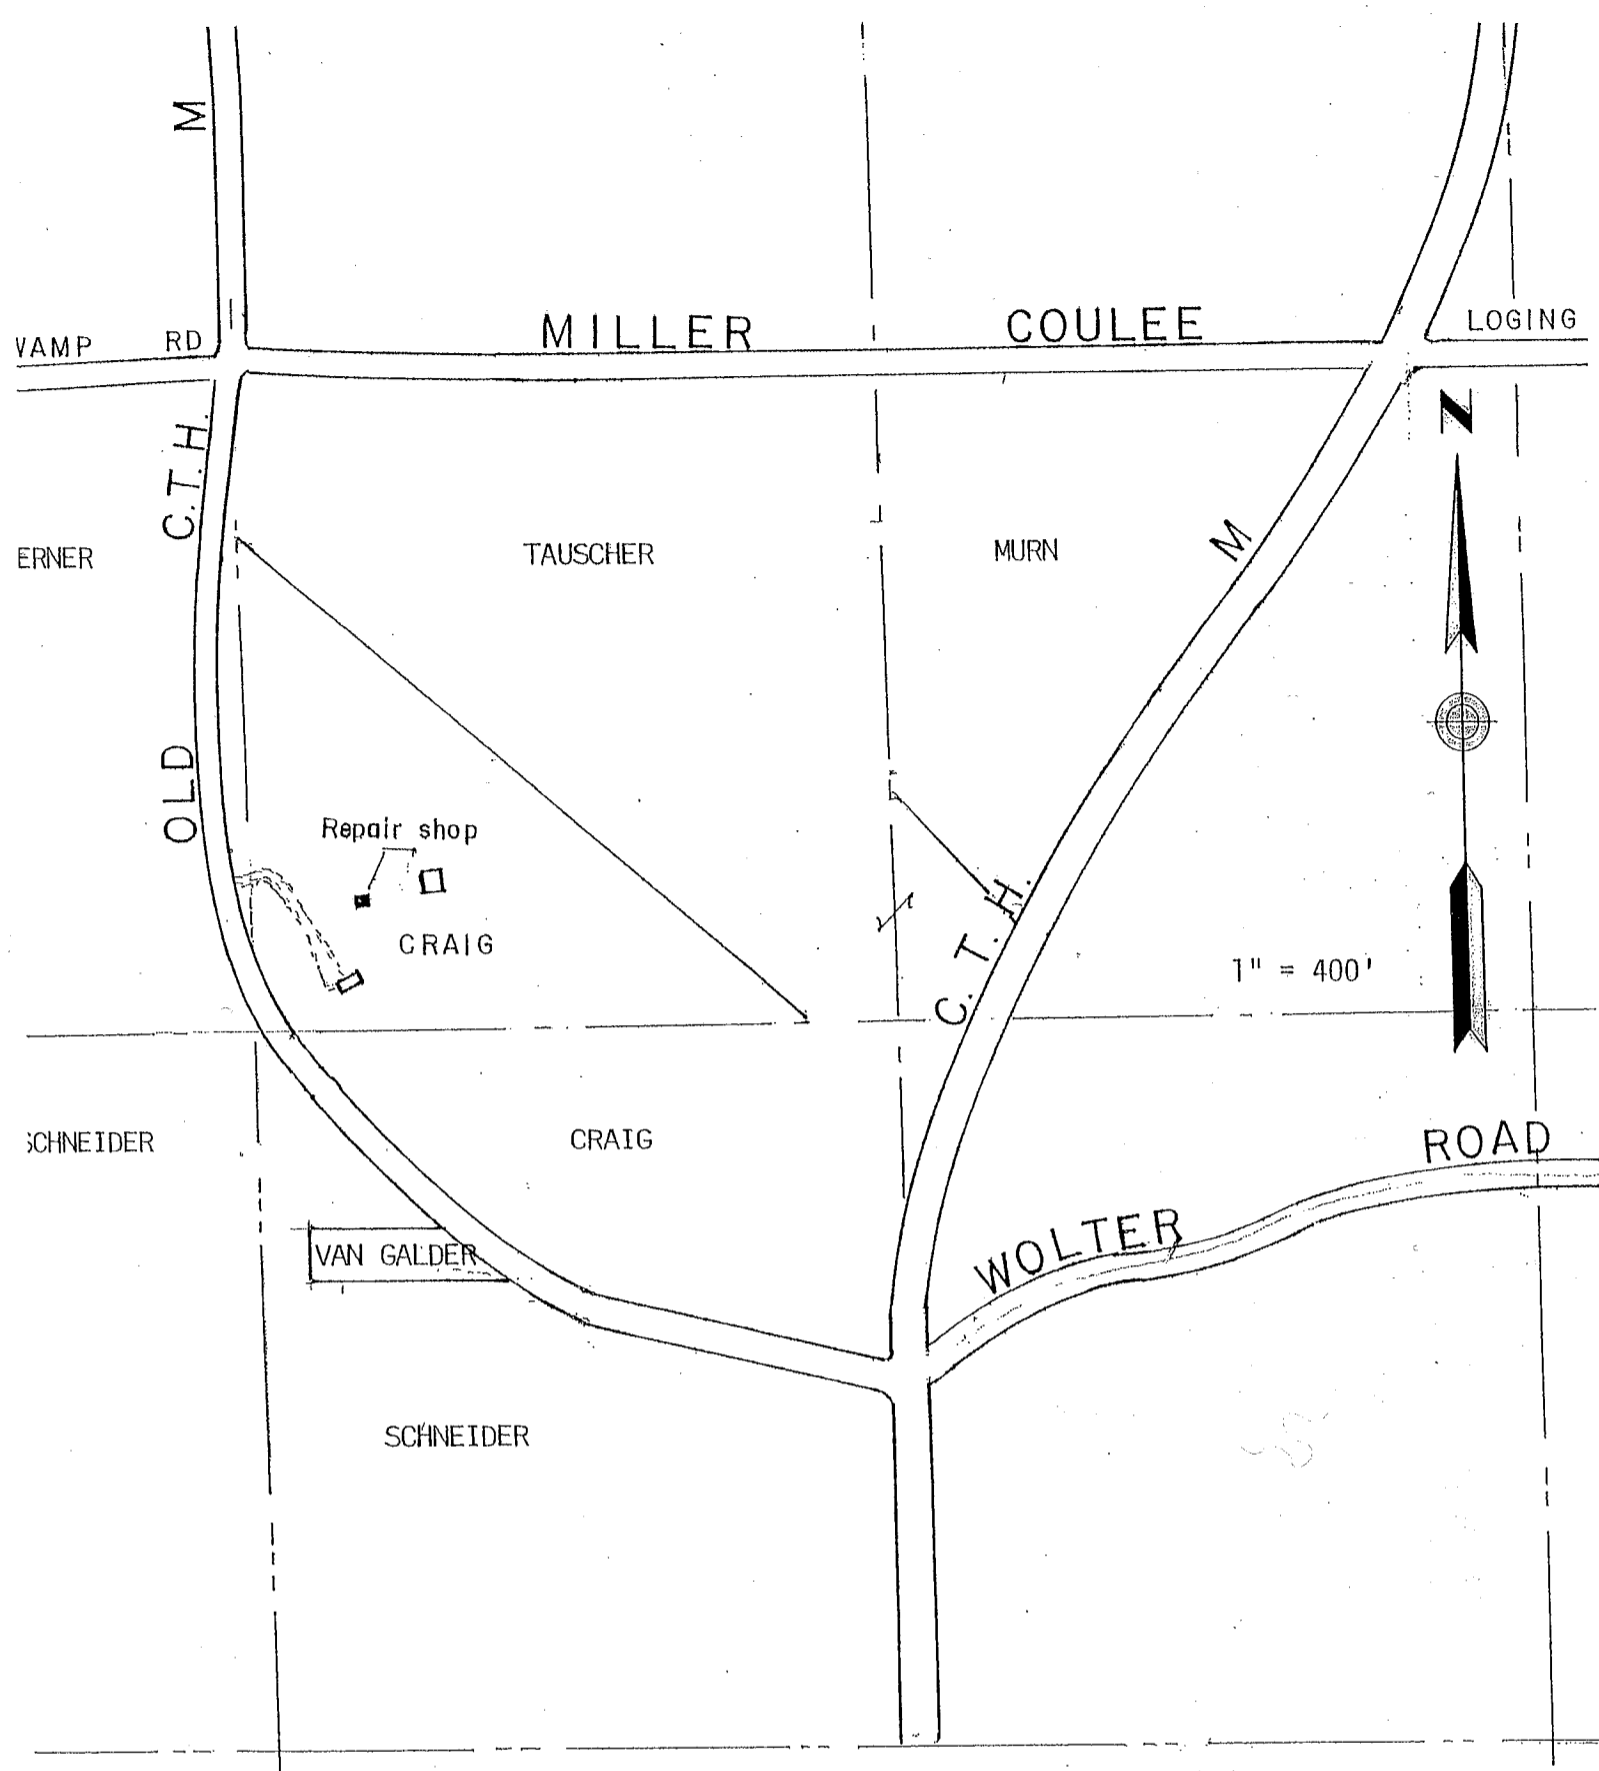 M
MILLER COULEE
LOGING
VAMP RD
N
C.T.H.
M
ERNER
TAUSCHER
MURN
OLD
Repair shop
CRAIG
C. T. H.
1" = 400'
SCHNEIDER
CRAIG
ROAD
WOLTER
VAN GALDER
SCHNEIDER